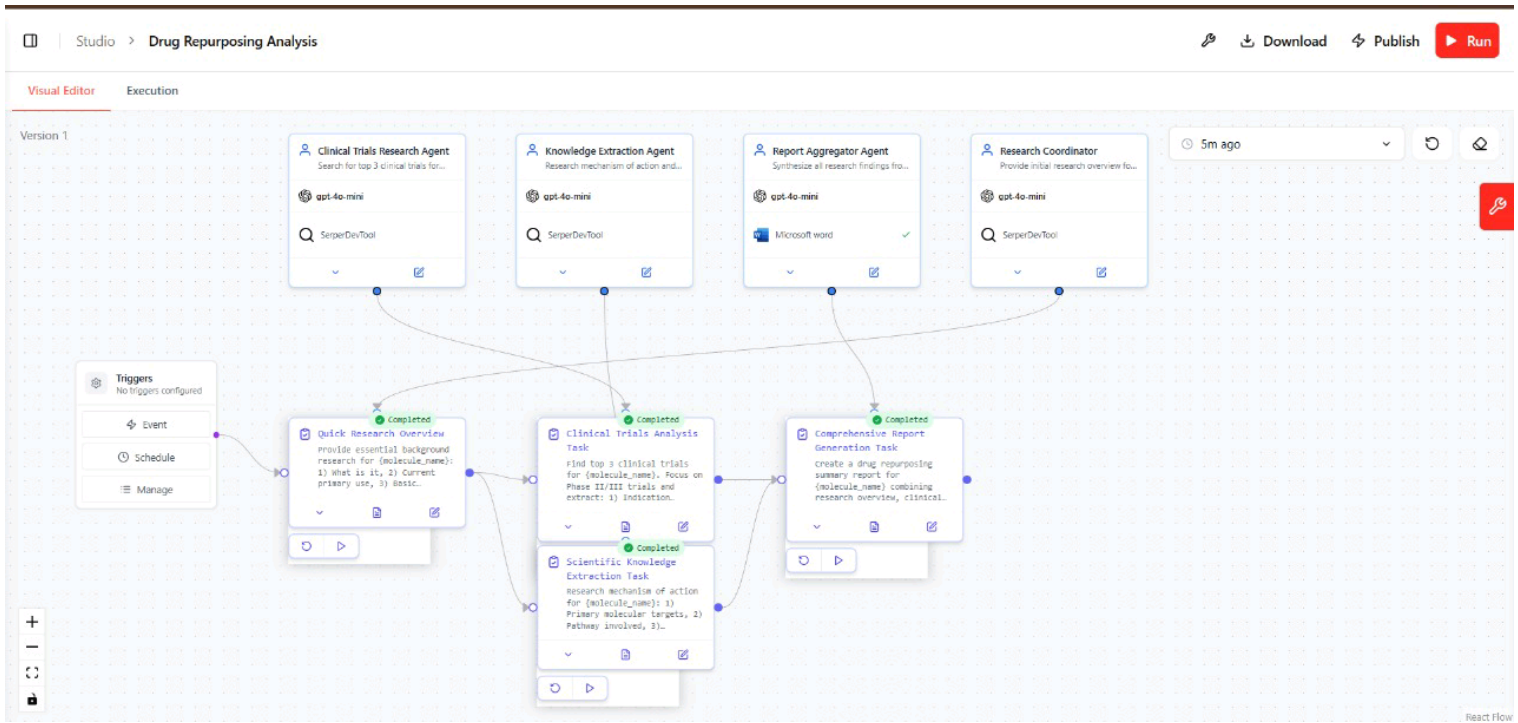 Studio > Drug Repurposing Analysis
Download
Publish
Run
Visual Editor
Execution
Version 1
Clinical Trials Research Agent
Search for top 3 clinical trials for...
gpt-4o-mini
SerperDevTool
Knowledge Extraction Agent
Research mechanism of action and...
gpt-4o-mini
SerperDevTool
Report Aggregator Agent
Synthesize all research findings fro...
gpt-4o-mini
Microsoft word
Research Coordinator
Provide initial research overview fo...
gpt-4o-mini
SerperDevTool
5m ago
Triggers
No triggers configured
Event
Schedule
Manage
Completed
Quick Research Overview
Provide essential background
research for {molecule_name}:
1) What is it, 2) Current
primary use, 3) Basic…
Completed
Clinical Trials Analysis
Task
Find top 3 clinical trials
for {molecule_name}. Focus on
Phase II/III trials and
extract: 1) Indication…
Completed
Scientific Knowledge
Extraction Task
Research mechanism of action
for {molecule_name}: 1)
Primary molecular targets, 2)
Pathway involved, 3)…
Completed
Comprehensive Report
Generation Task
Create a drug repurposing
summary report for
{molecule_name} combining
research overview, clinical…
React Flow